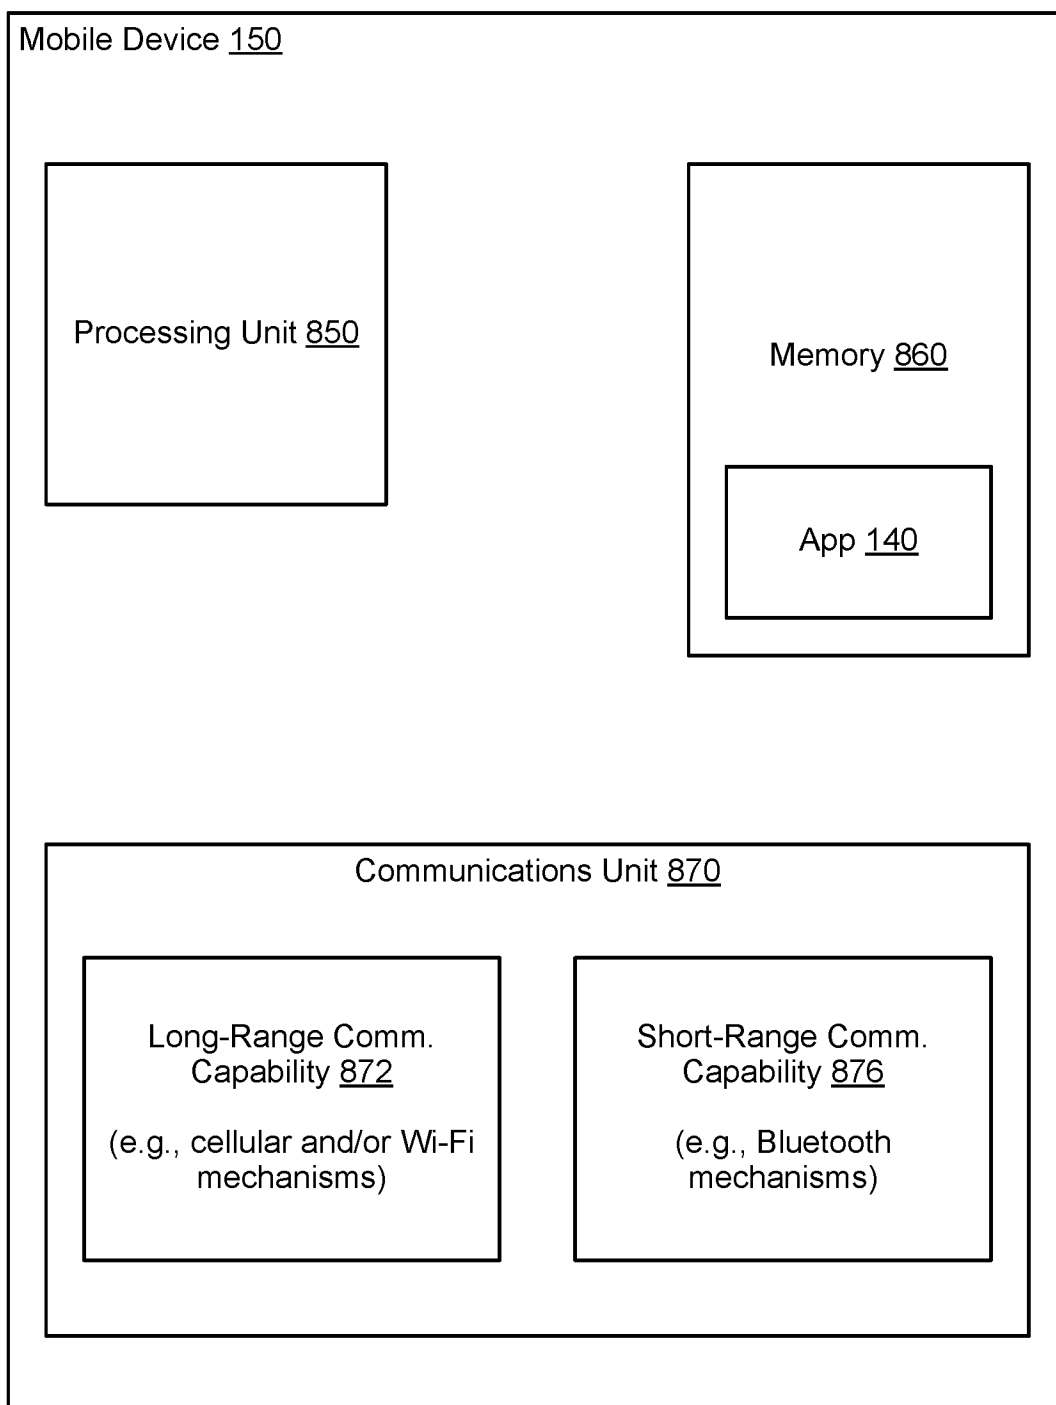 Mobile Device 150
Processing Unit 850
Memory 860
App 140
Communications Unit 870
Long-Range Comm.
Capability 872
(e.g., cellular and/or Wi-Fi
mechanisms)
Short-Range Comm.
Capability 876
(e.g., Bluetooth
mechanisms)